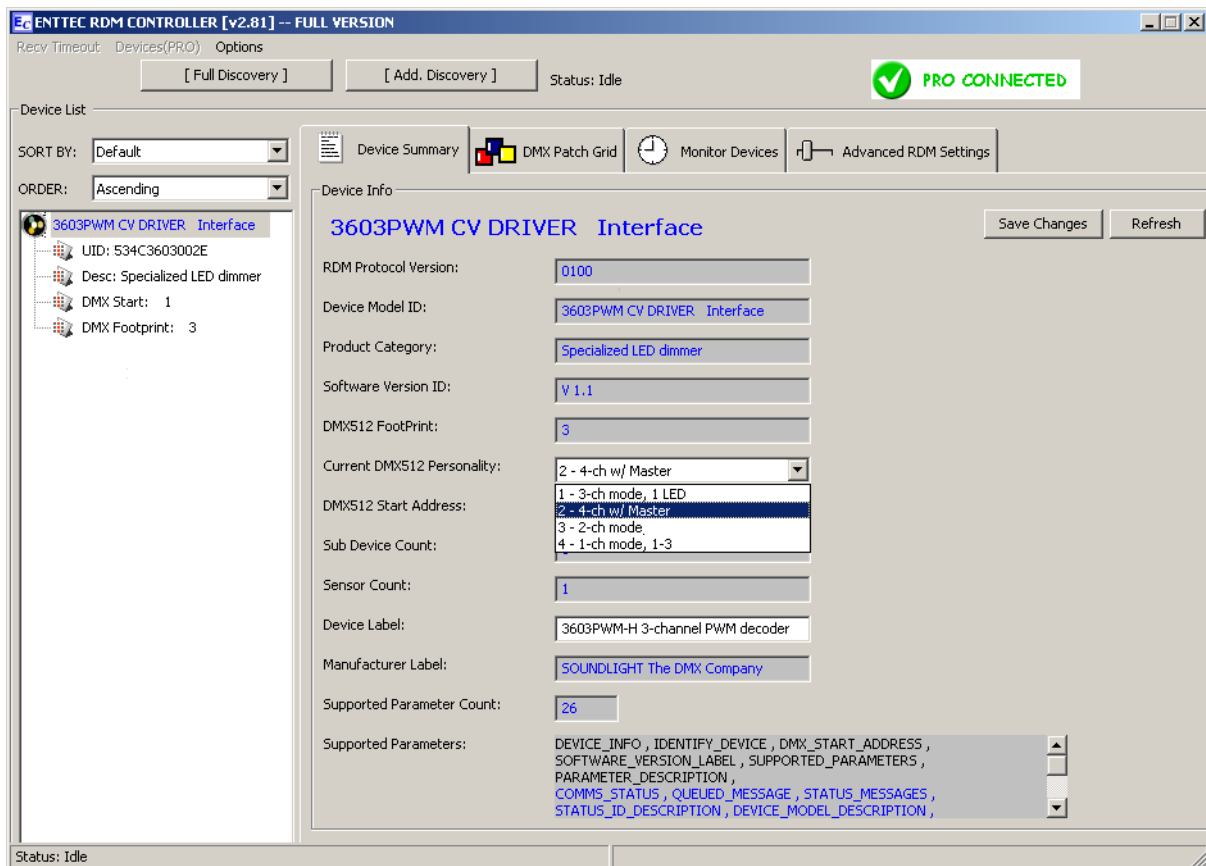 ENTTEC RDM CONTROLLER [v2.81] -- FULL VERSION
Recv Timeout Devices(PRO) Options
[ Full Discovery ] [ Add. Discovery ] Status: Idle PRO CONNECTED
Device List
SORT BY: Default
ORDER: Ascending
3603PWM CV DRIVER Interface
UID: 534C3603002E
Desc: Specialized LED dimmer
DMX Start: 1
DMX Footprint: 3
Device Summary DMX Patch Grid Monitor Devices Advanced RDM Settings
Device Info
3603PWM CV DRIVER Interface Save Changes Refresh
RDM Protocol Version: 0100
Device Model ID: 3603PWM CV DRIVER Interface
Product Category: Specialized LED dimmer
Software Version ID: V 1.1
DMX512 FootPrint: 3
Current DMX512 Personality: 2 - 4-ch w/ Master
1 - 3-ch mode, 1 LED
2 - 4-ch w/ Master
3 - 2-ch mode
4 - 1-ch mode, 1-3
DMX512 Start Address:
Sub Device Count:
Sensor Count: 1
Device Label: 3603PWM-H 3-channel PWM decoder
Manufacturer Label: SOUNDLIGHT The DMX Company
Supported Parameter Count: 26
Supported Parameters: DEVICE_INFO , IDENTIFY_DEVICE , DMX_START_ADDRESS ,
SOFTWARE_VERSION_LABEL , SUPPORTED_PARAMETERS ,
PARAMETER_DESCRIPTION ,
COMMS_STATUS , QUEUED_MESSAGE , STATUS_MESSAGES ,
STATUS_ID_DESCRIPTION , DEVICE_MODEL_DESCRIPTION ,
Status: Idle